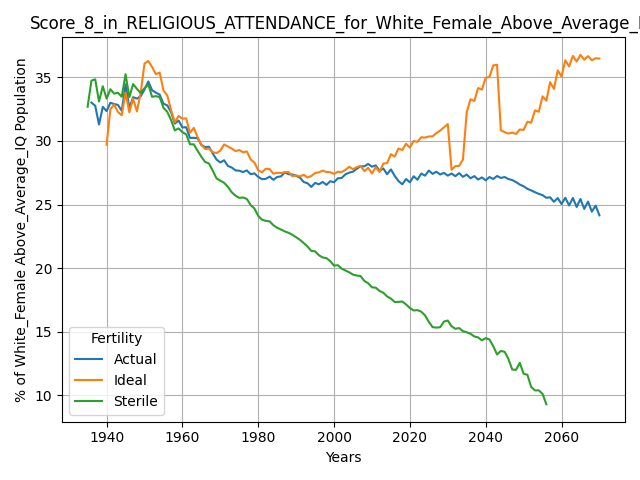 Score_8_in_RELIGIOUS_ATTENDANCE_for_White_Female_Above_Average_
% of White_Female Above_Average_IQ Population
35
30
25
20
15
10
Fertility
Actual
Ideal
Sterile
1940 1960 1980 2000 2020 2040 2060
Years